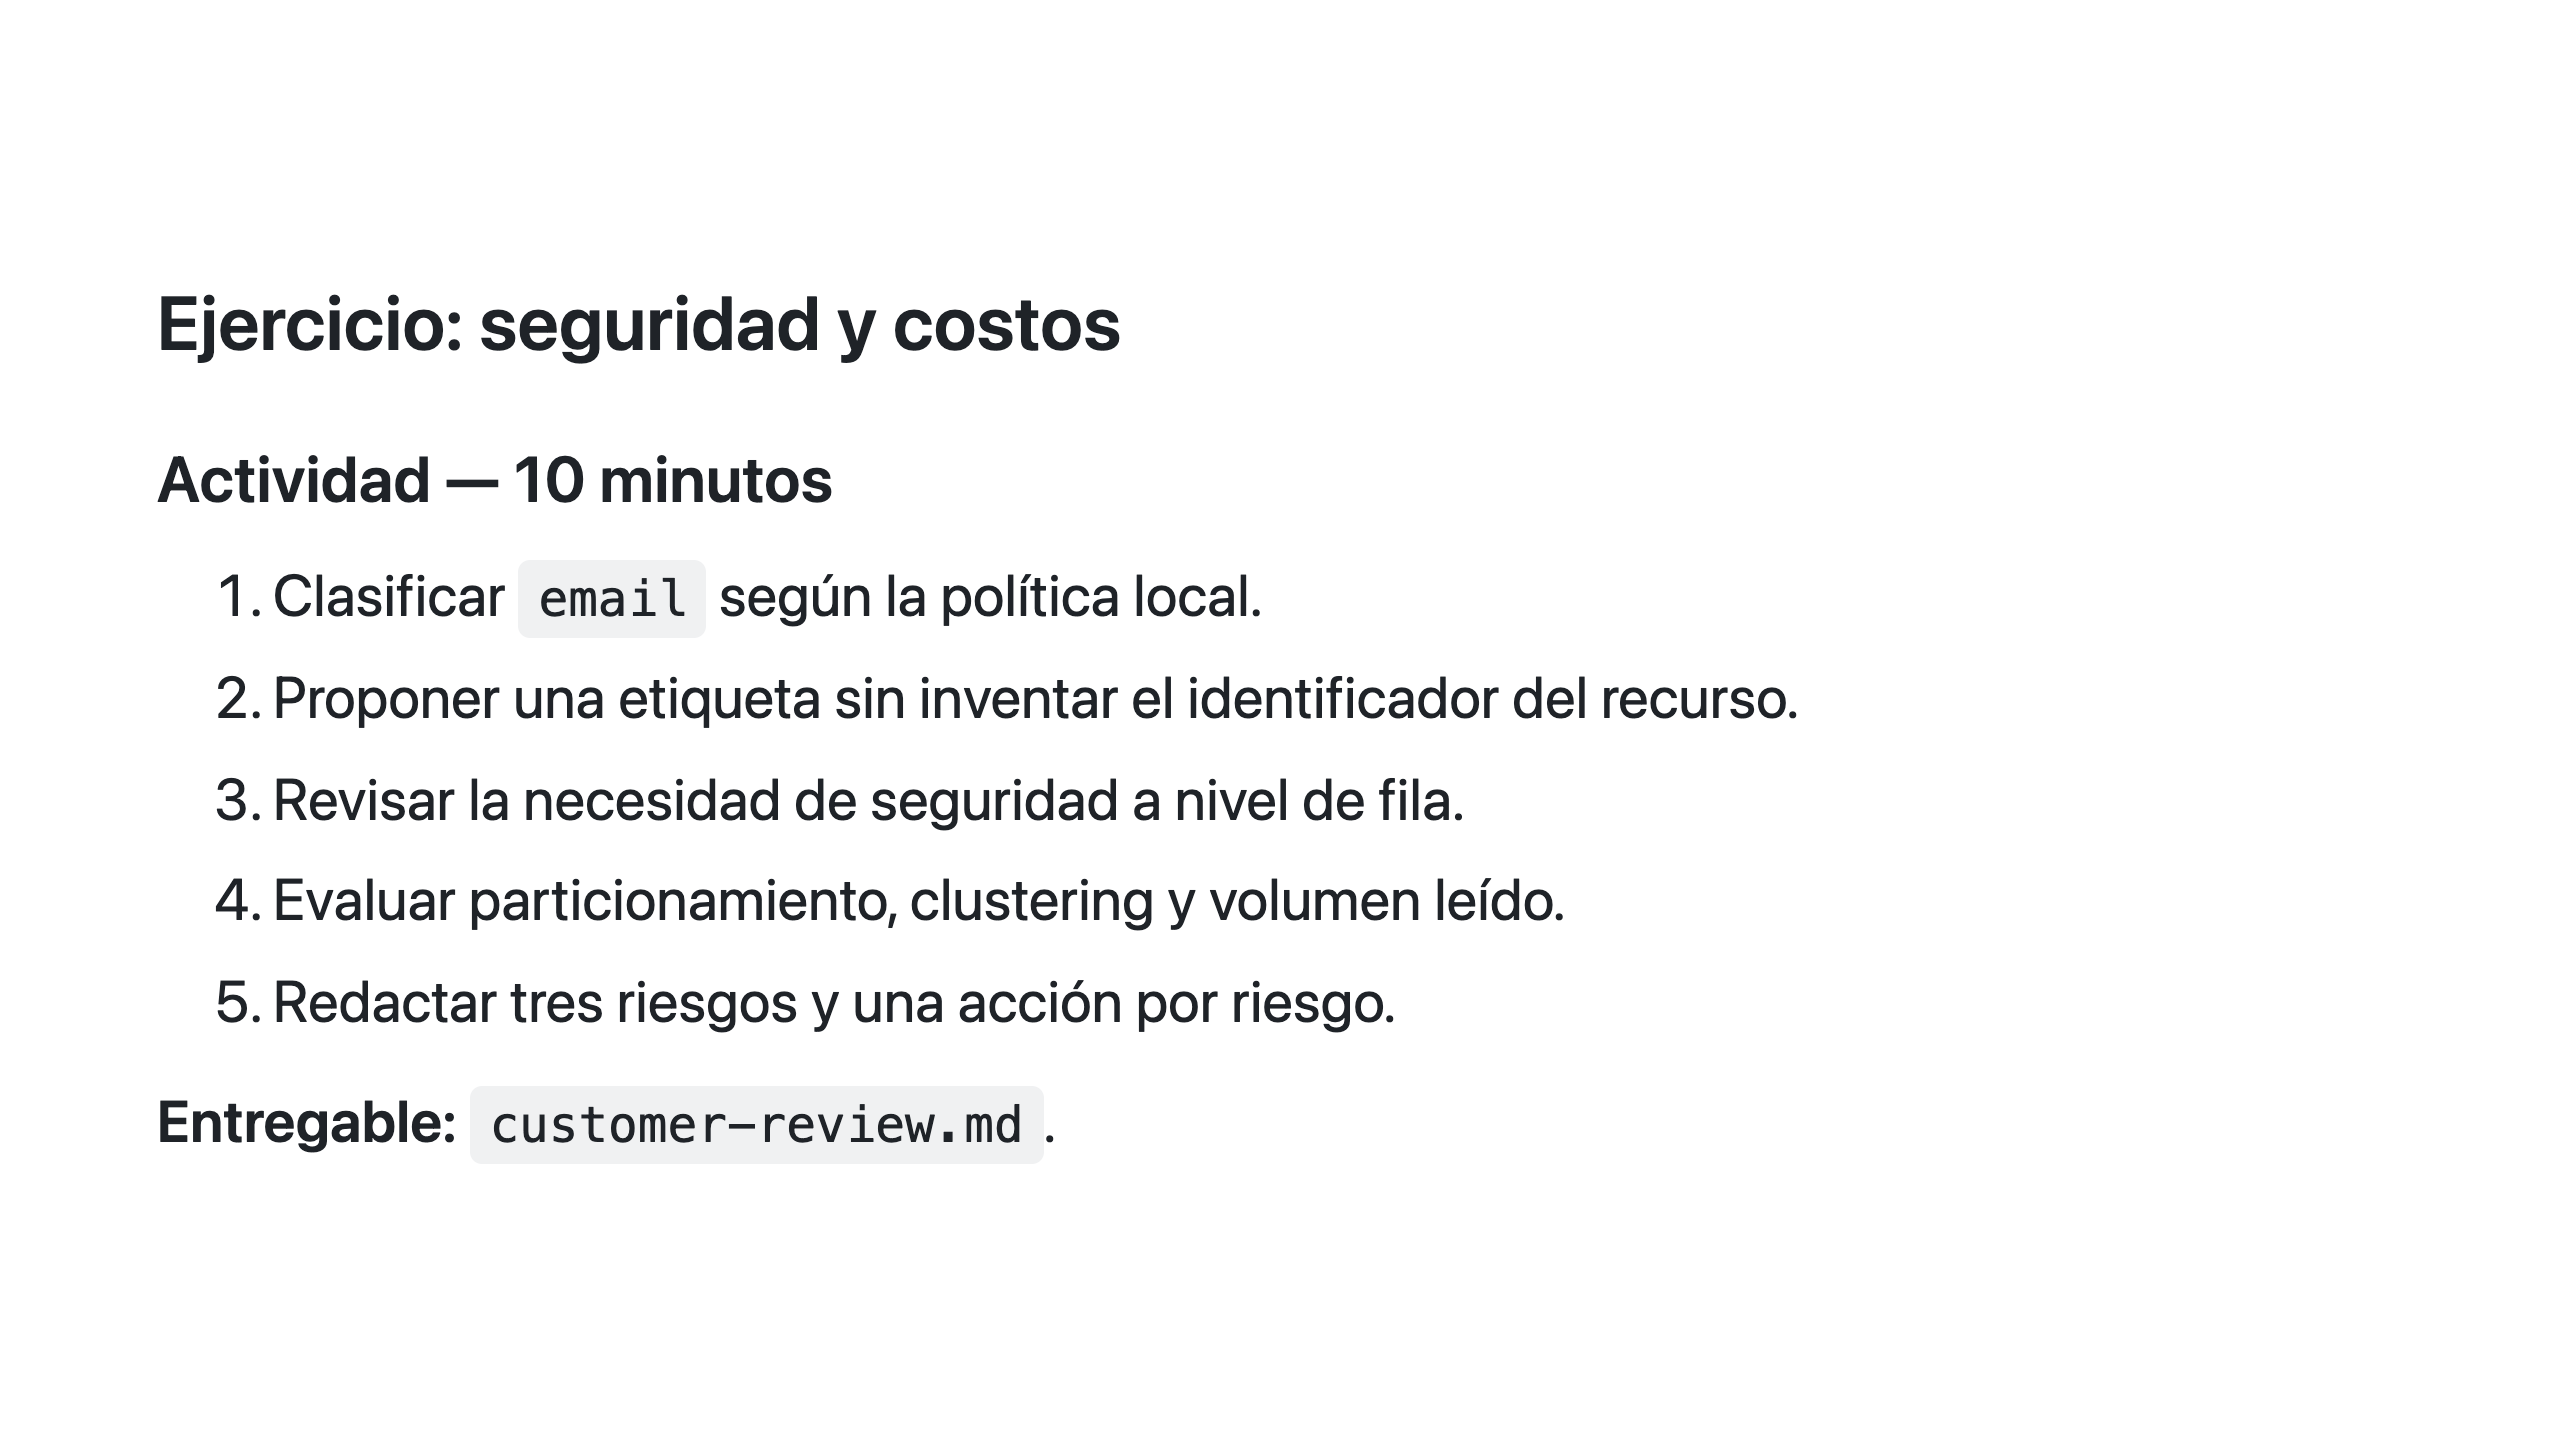 Ejercicio: seguridad y costos
Actividad — 10 minutos
1. Clasificar email según la política local.
2. Proponer una etiqueta sin inventar el identificador del recurso.
3. Revisar la necesidad de seguridad a nivel de fila.
4. Evaluar particionamiento, clustering y volumen leído.
5. Redactar tres riesgos y una acción por riesgo.
Entregable: customer-review.md.